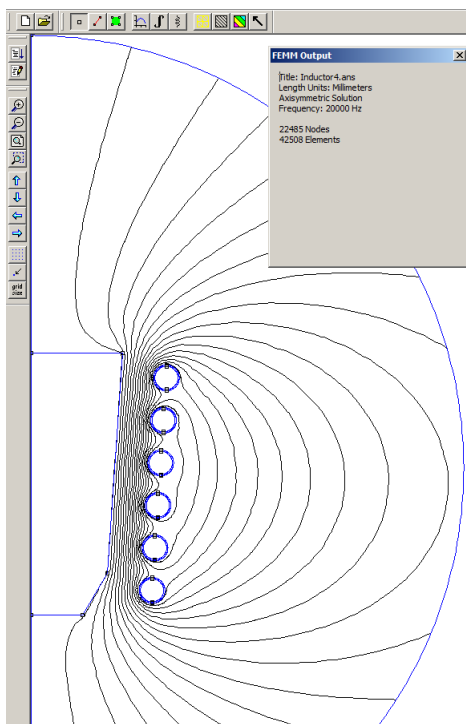 FEMM Output
Title: Inductor4.ans
Length Units: Millimeters
Axisymmetric Solution
Frequency: 20000 Hz
22485 Nodes
42508 Elements
grid
size